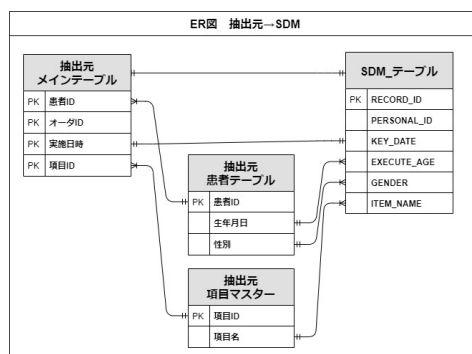 ER図 抽出元→SDM
抽出元
メインテーブル
PK 患者ID
PK オーダID
PK 実施日時
PK 項目ID
SDM_テーブル
PK RECORD_ID
PERSONAL_ID
KEY_DATE
EXECUTE_AGE
GENDER
ITEM_NAME
抽出元
患者テーブル
PK 患者ID
生年月日
性別
抽出元
項目マスター
PK 項目ID
項目名